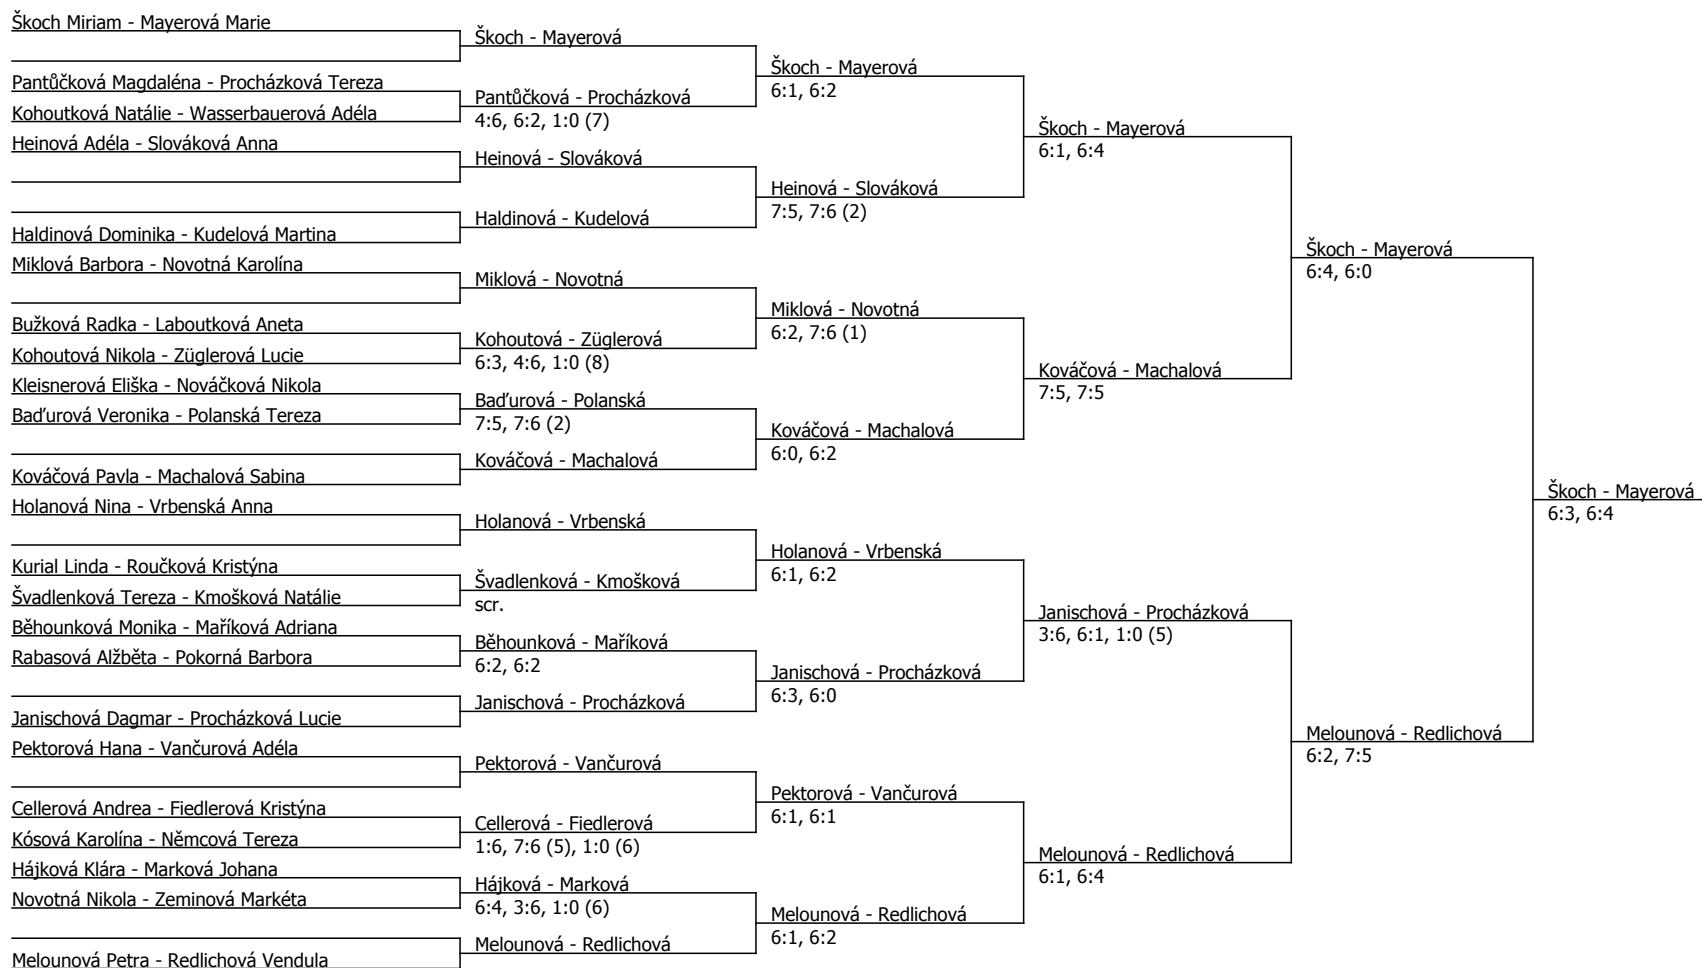 Škoch Miriam - Mayerová Marie
Pantůčková Magdaléna - Procházková Tereza
Kohoutková Natálie - Wasserbauerová Adéla
Heinová Adéla - Slováková Anna
Haldinová Dominika - Kudelová Martina
Miklová Barbora - Novotná Karolína
Bužková Radka - Laboutková Aneta
Kohoutová Nikola - Züglerová Lucie
Kleisnerová Eliška - Nováčková Nikola
Baďurová Veronika - Polanská Tereza
Kováčová Pavla - Machalová Sabina
Holanová Nina - Vrbenská Anna
Kurial Linda - Roučková Kristýna
Švadlenková Tereza - Kmošková Natálie
Běhounková Monika - Maříková Adriana
Rabasová Alžběta - Pokorná Barbora
Janischová Dagmar - Procházková Lucie
Pektorová Hana - Vančurová Adéla
Cellerová Andrea - Fiedlerová Kristýna
Kósová Karolína - Němcová Tereza
Hájková Klára - Marková Johana
Novotná Nikola - Zeminová Markéta
Melounová Petra - Redlichová Vendula
Škoch - Mayerová
Pantůčková - Procházková
4:6, 6:2, 1:0 (7)
Heinová - Slováková
Haldinová - Kudelová
Miklová - Novotná
Kohoutová - Züglerová
6:3, 4:6, 1:0 (8)
Baďurová - Polanská
7:5, 7:6 (2)
Kováčová - Machalová
Holanová - Vrbenská
Švadlenková - Kmošková
scr.
Běhounková - Maříková
6:2, 6:2
Janischová - Procházková
Pektorová - Vančurová
Cellerová - Fiedlerová
1:6, 7:6 (5), 1:0 (6)
Hájková - Marková
6:4, 3:6, 1:0 (6)
Melounová - Redlichová
Škoch - Mayerová
6:1, 6:2
Heinová - Slováková
7:5, 7:6 (2)
Miklová - Novotná
6:2, 7:6 (1)
Kováčová - Machalová
6:0, 6:2
Holanová - Vrbenská
6:1, 6:2
Janischová - Procházková
6:3, 6:0
Pektorová - Vančurová
6:1, 6:1
Melounová - Redlichová
6:1, 6:2
Škoch - Mayerová
6:1, 6:4
Kováčová - Machalová
7:5, 7:5
Janischová - Procházková
3:6, 6:1, 1:0 (5)
Melounová - Redlichová
6:1, 6:4
Škoch - Mayerová
6:4, 6:0
Melounová - Redlichová
6:2, 7:5
Škoch - Mayerová
6:3, 6:4